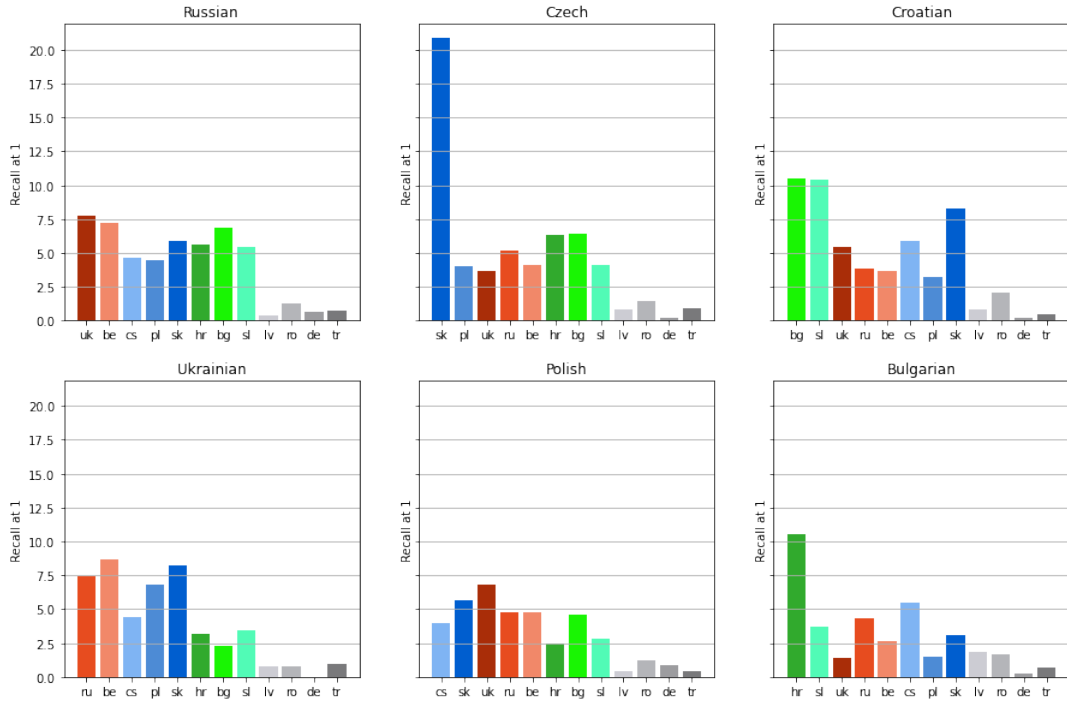 Russian
Czech
Croatian
Recall at 1
20.0
17.5
15.0
12.5
10.0
7.5
5.0
2.5
0.0
uk be cs pl sk hr bg sl lv ro de tr
Recall at 1
sk pl uk ru be hr bg sl lv ro de tr
Recall at 1
bg sl uk ru be cs pl sk lv ro de tr
Ukrainian
Polish
Bulgarian
Recall at 1
20.0
17.5
15.0
12.5
10.0
7.5
5.0
2.5
0.0
ru be cs pl sk hr bg sl lv ro de tr
Recall at 1
cs sk uk ru be hr bg sl lv ro de tr
Recall at 1
hr sl uk ru be cs pl sk lv ro de tr